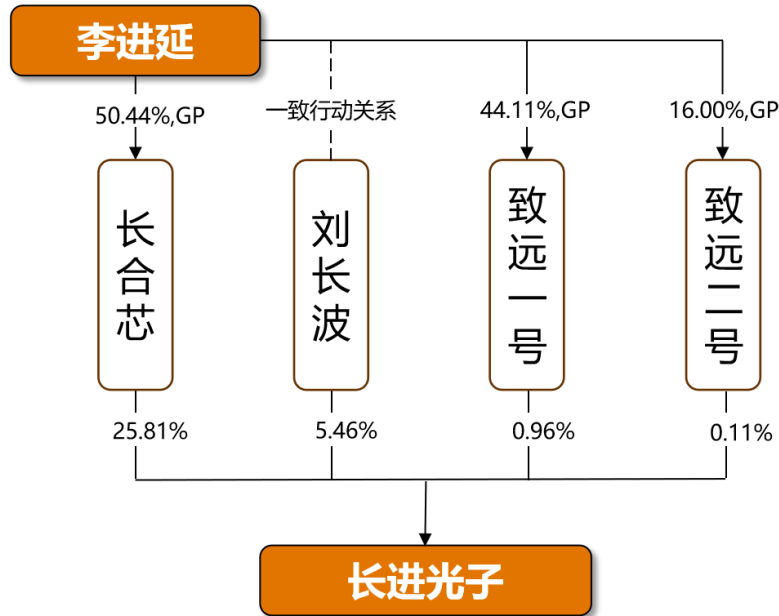 李进延
50.44%,GP
一致行动关系
44.11%,GP
16.00%,GP
长合芯
刘长波
致远一号
致远二号
25.81%
5.46%
0.96%
0.11%
长进光子